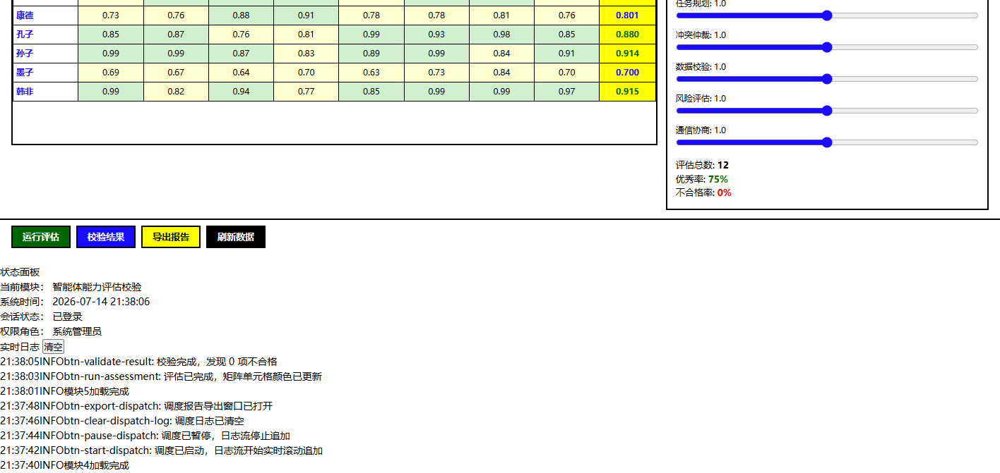 康德 0.73 0.76 0.88 0.91 0.78 0.78 0.81 0.76 0.801
孔子 0.85 0.87 0.76 0.81 0.99 0.93 0.98 0.85 0.880
孙子 0.99 0.99 0.87 0.83 0.89 0.99 0.84 0.91 0.914
墨子 0.69 0.67 0.64 0.70 0.63 0.73 0.84 0.70 0.700
韩非 0.99 0.82 0.94 0.77 0.85 0.99 0.99 0.97 0.915
任务规划: 1.0
冲突仲裁: 1.0
数据校验: 1.0
风险评估: 1.0
通信协商: 1.0
评估总数: 12
优秀率: 75%
不合格率: 0%
运行评估 校验结果 导出报告 刷新数据
状态面板
当前模块： 智能体能力评估校验
系统时间： 2026-07-14 21:38:06
会话状态： 已登录
权限角色： 系统管理员
实时日志 清空
21:38:05INFObtn-validate-result: 校验完成，发现 0 项不合格
21:38:03INFObtn-run-assessment: 评估已完成，矩阵单元格颜色已更新
21:38:01INFO模块5加载完成
21:37:48INFObtn-export-dispatch: 调度报告导出窗口已打开
21:37:46INFObtn-clear-dispatch-log: 调度日志已清空
21:37:44INFObtn-pause-dispatch: 调度已暂停，日志流停止追加
21:37:42INFObtn-start-dispatch: 调度已启动，日志流开始实时滚动追加
21:37:40INFO模块4加载完成